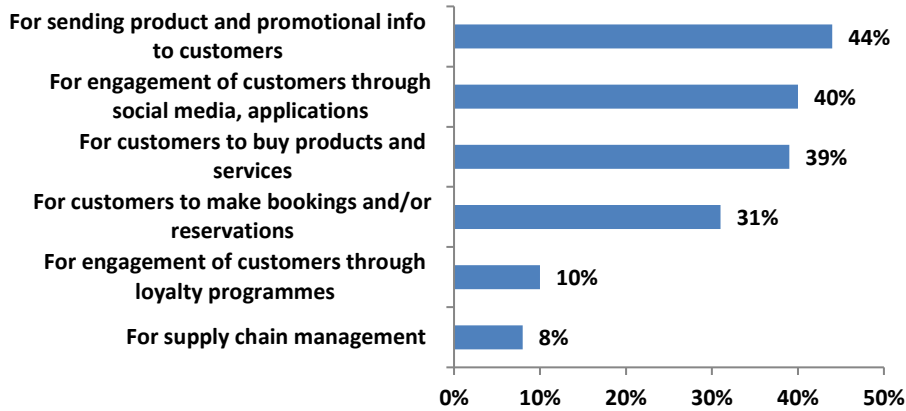 For sending product and promotional info
to customers
44%
For engagement of customers through
social media, applications
40%
For customers to buy products and
services
39%
For customers to make bookings and/or
reservations
31%
For engagement of customers through
loyalty programmes
10%
For supply chain management
8%
0% 10% 20% 30% 40% 50%